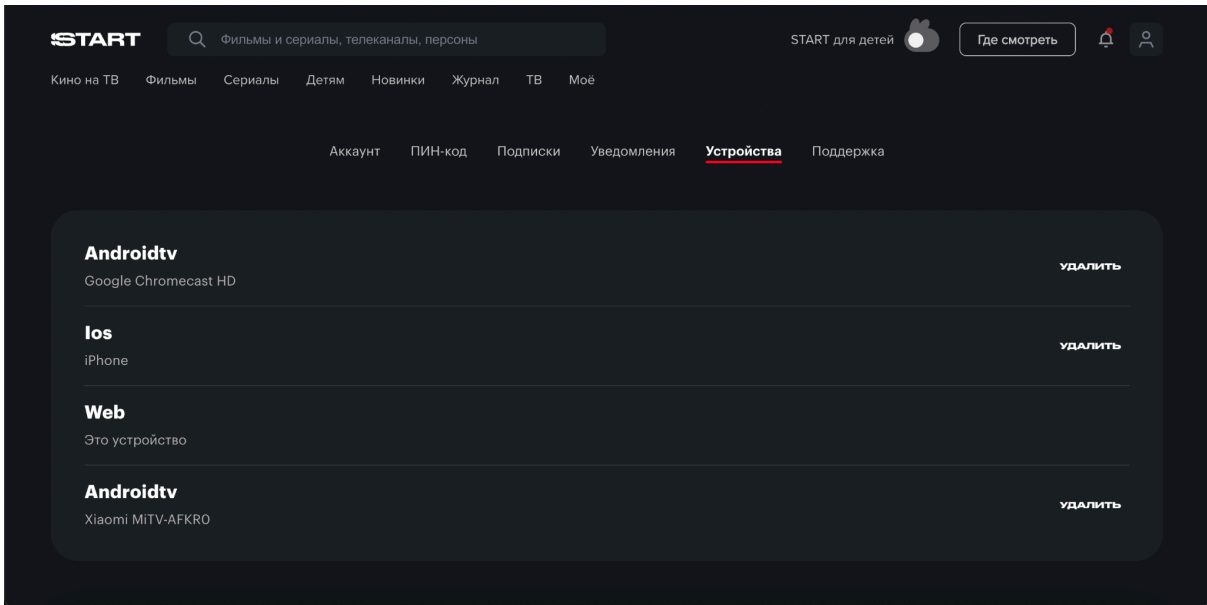 START
Фильмы и сериалы, телеканалы, персоны
START для детей
Где смотреть
Кино на ТВ Фильмы Сериалы Детям Новинки Журнал ТВ Моё
Аккаунт ПИН-код Подписки Уведомления Устройства Поддержка
Androidtv
Google Chromecast HD
УДАЛИТЬ
Ios
iPhone
УДАЛИТЬ
Web
Это устройство
Androidtv
Xiaomi MiTV-AFKR0
УДАЛИТЬ